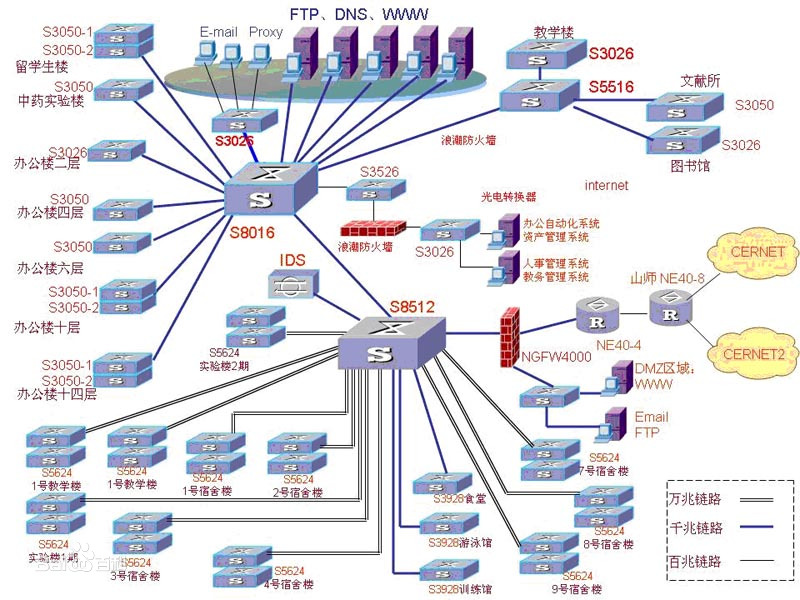 FTP、DNS、WWW
E-mail
Proxy
S3050-1
S3050-2
留学生楼
S3050
中药实验楼
S3026
办公楼二层
S3050
办公楼四层
S3050
办公楼六层
S3050-1
S3050-2
办公楼十层
S3050-1
S3050-2
办公楼十四层
S3026
S
S8016
教学楼
S3026
S5516
文献所
S3050
S3026
图书馆
浪潮防火墙
S3526
光电转换器
internet
浪潮防火墙
S3026
办公自动化系统
资产管理系统
人事管理系统
教务管理系统
IDS
S8512
S
S5624
实验楼2期
NGFW4000
山师 NE40-8
R
NE40-4
R
CERNET
CERNET2
DMZ区域：
WWW
Email
FTP
S5624
1号教学楼
S5624
1号教学楼
S5624
1号宿舍楼
S5624
2号宿舍楼
S5624
实验楼1期
S5624
3号宿舍楼
S5624
4号宿舍楼
S3928食堂
S3928游泳馆
S3928训练馆
S5624
7号宿舍楼
S5624
8号宿舍楼
S5624
9号宿舍楼
万兆链路
千兆链路
百兆链路
Baidu百科